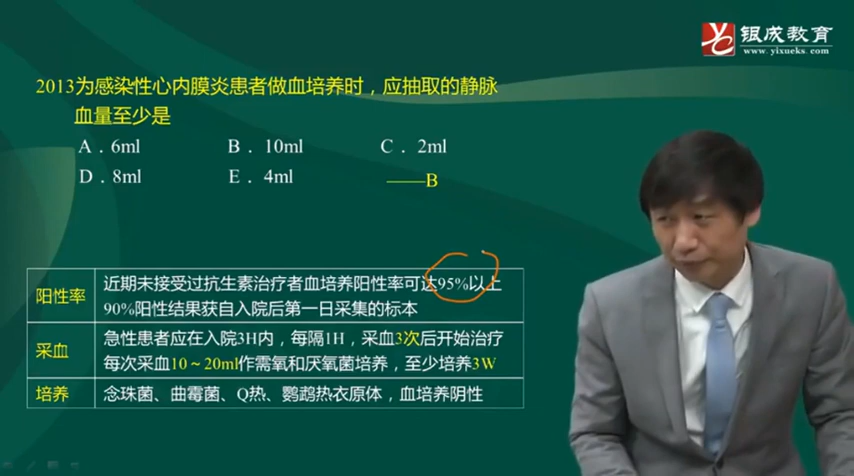 银成教育
www.yixueks.com
2013为感染性心内膜炎患者做血培养时，应抽取的静脉
血量至少是
A．6ml B．10ml C．2ml
D．8ml E．4ml ——B
阳性率 近期未接受过抗生素治疗者血培养阳性率可达95%以上
90%阳性结果获自入院后第一日采集的标本
采血 急性患者应在入院3H内，每隔1H，采血3次后开始治疗
每次采血10～20ml作需氧和厌氧菌培养，至少培养3W
培养 念珠菌、曲霉菌、Q热、鹦鹉热衣原体，血培养阴性